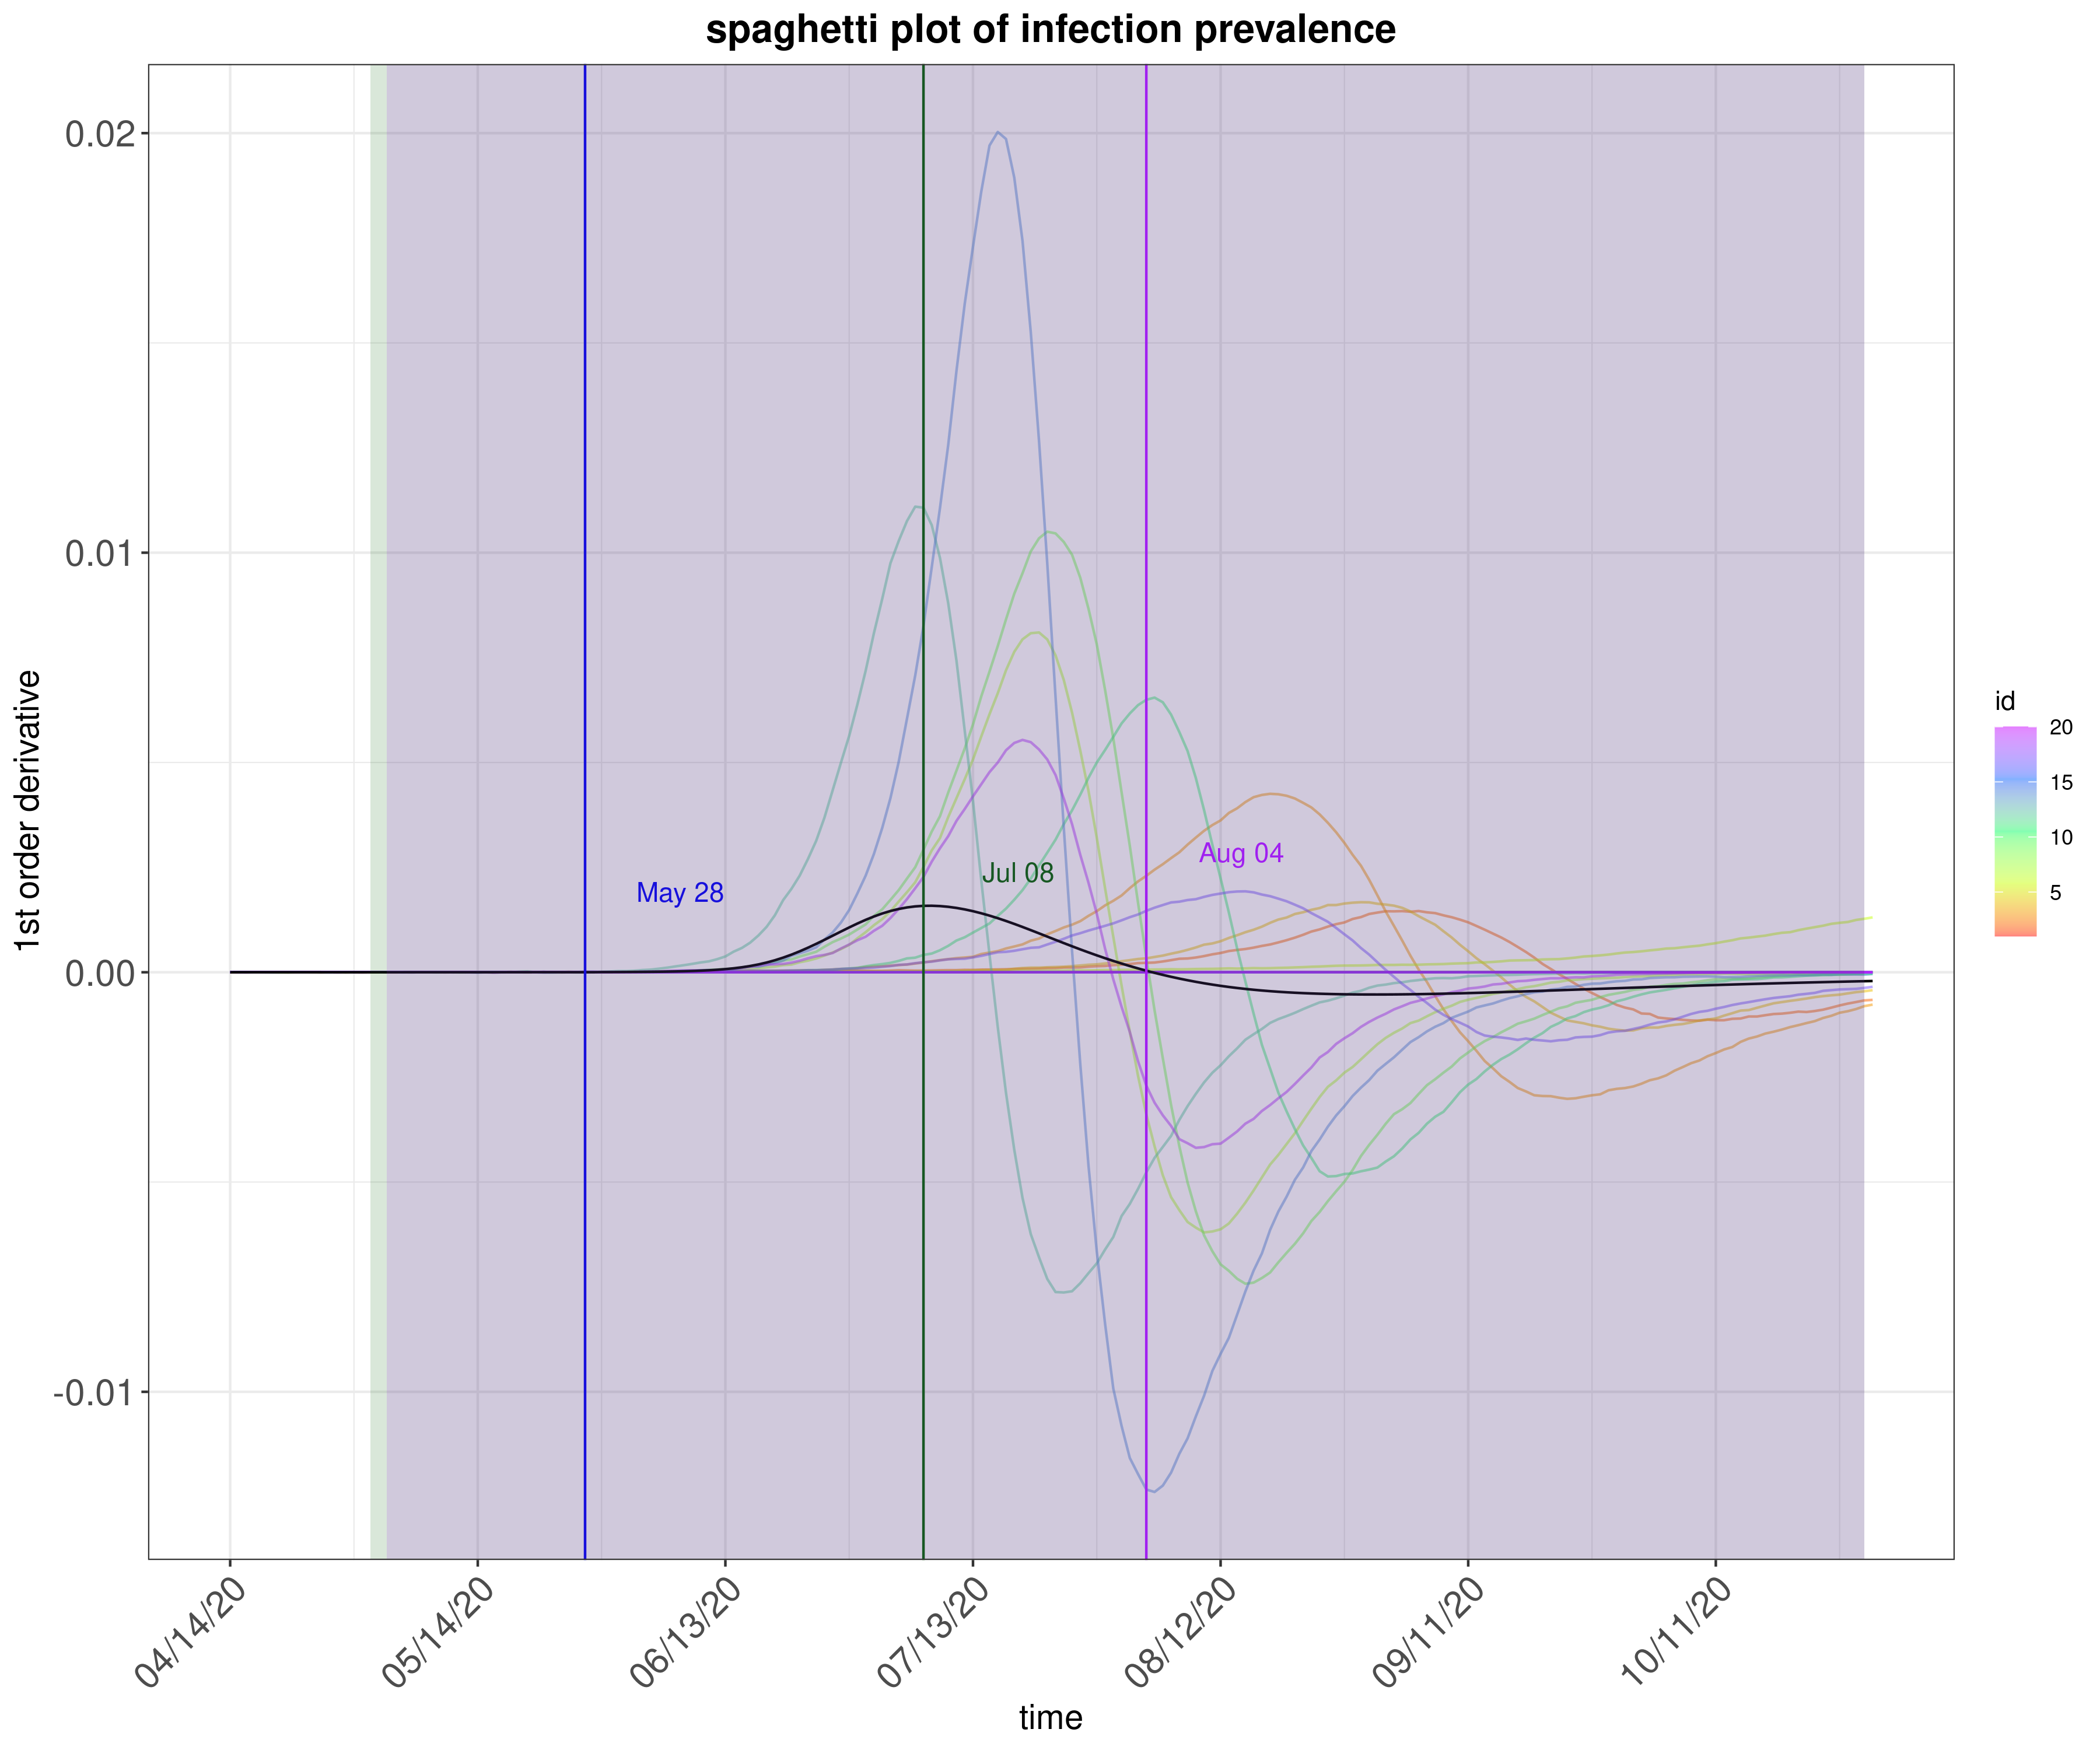 spaghetti plot of infection prevalence
1st order derivative
0.02
0.01
0.00
-0.01
May 28
Jul 08
Aug 04
id
20
15
10
5
04/14/20
05/14/20
06/13/20
07/13/20
08/12/20
09/11/20
10/11/20
time